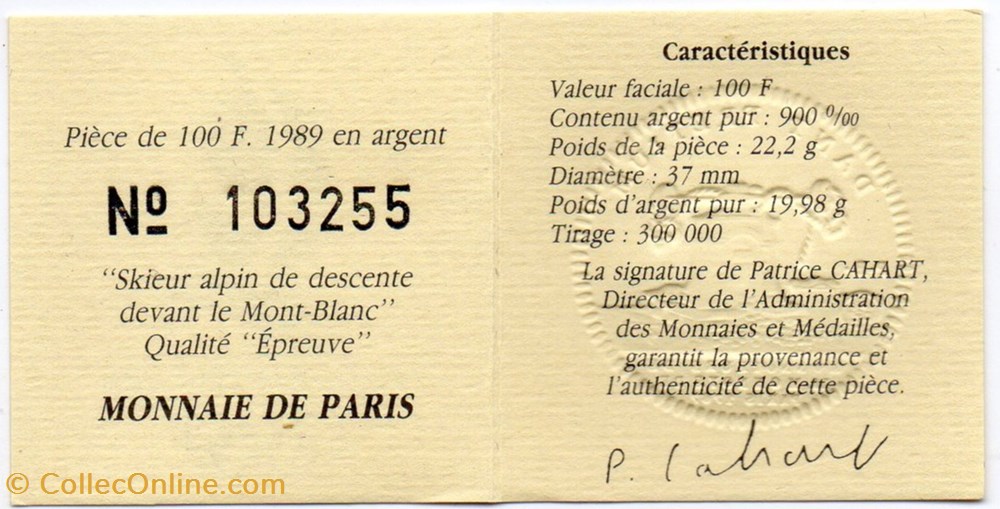 Pièce de 100 F. 1989 en argent
Nº 103255
"Skieur alpin de descente
devant le Mont-Blanc"
Qualité "Épreuve"
MONNAIE DE PARIS
Caractéristiques
Valeur faciale : 100 F
Contenu argent pur : 900 ‰
Poids de la pièce : 22,2 g
Diamètre : 37 mm
Poids d'argent pur : 19,98 g
Tirage : 300 000
La signature de Patrice CAHART,
Directeur de l'Administration
des Monnaies et Médailles,
garantit la provenance et
l'authenticité de cette pièce.
P. Cahart
© CollecOnline.com